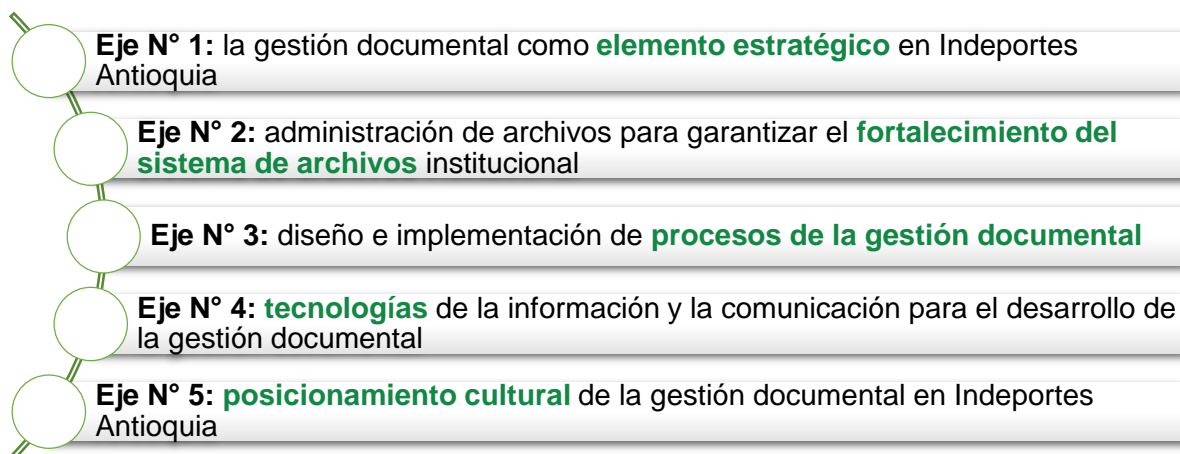 Eje N° 1: la gestión documental como elemento estratégico en Indeportes
Antioquia
Eje N° 2: administración de archivos para garantizar el fortalecimiento del
sistema de archivos institucional
Eje N° 3: diseño e implementación de procesos de la gestión documental
Eje N° 4: tecnologías de la información y la comunicación para el desarrollo de
la gestión documental
Eje N° 5: posicionamiento cultural de la gestión documental en Indeportes
Antioquia